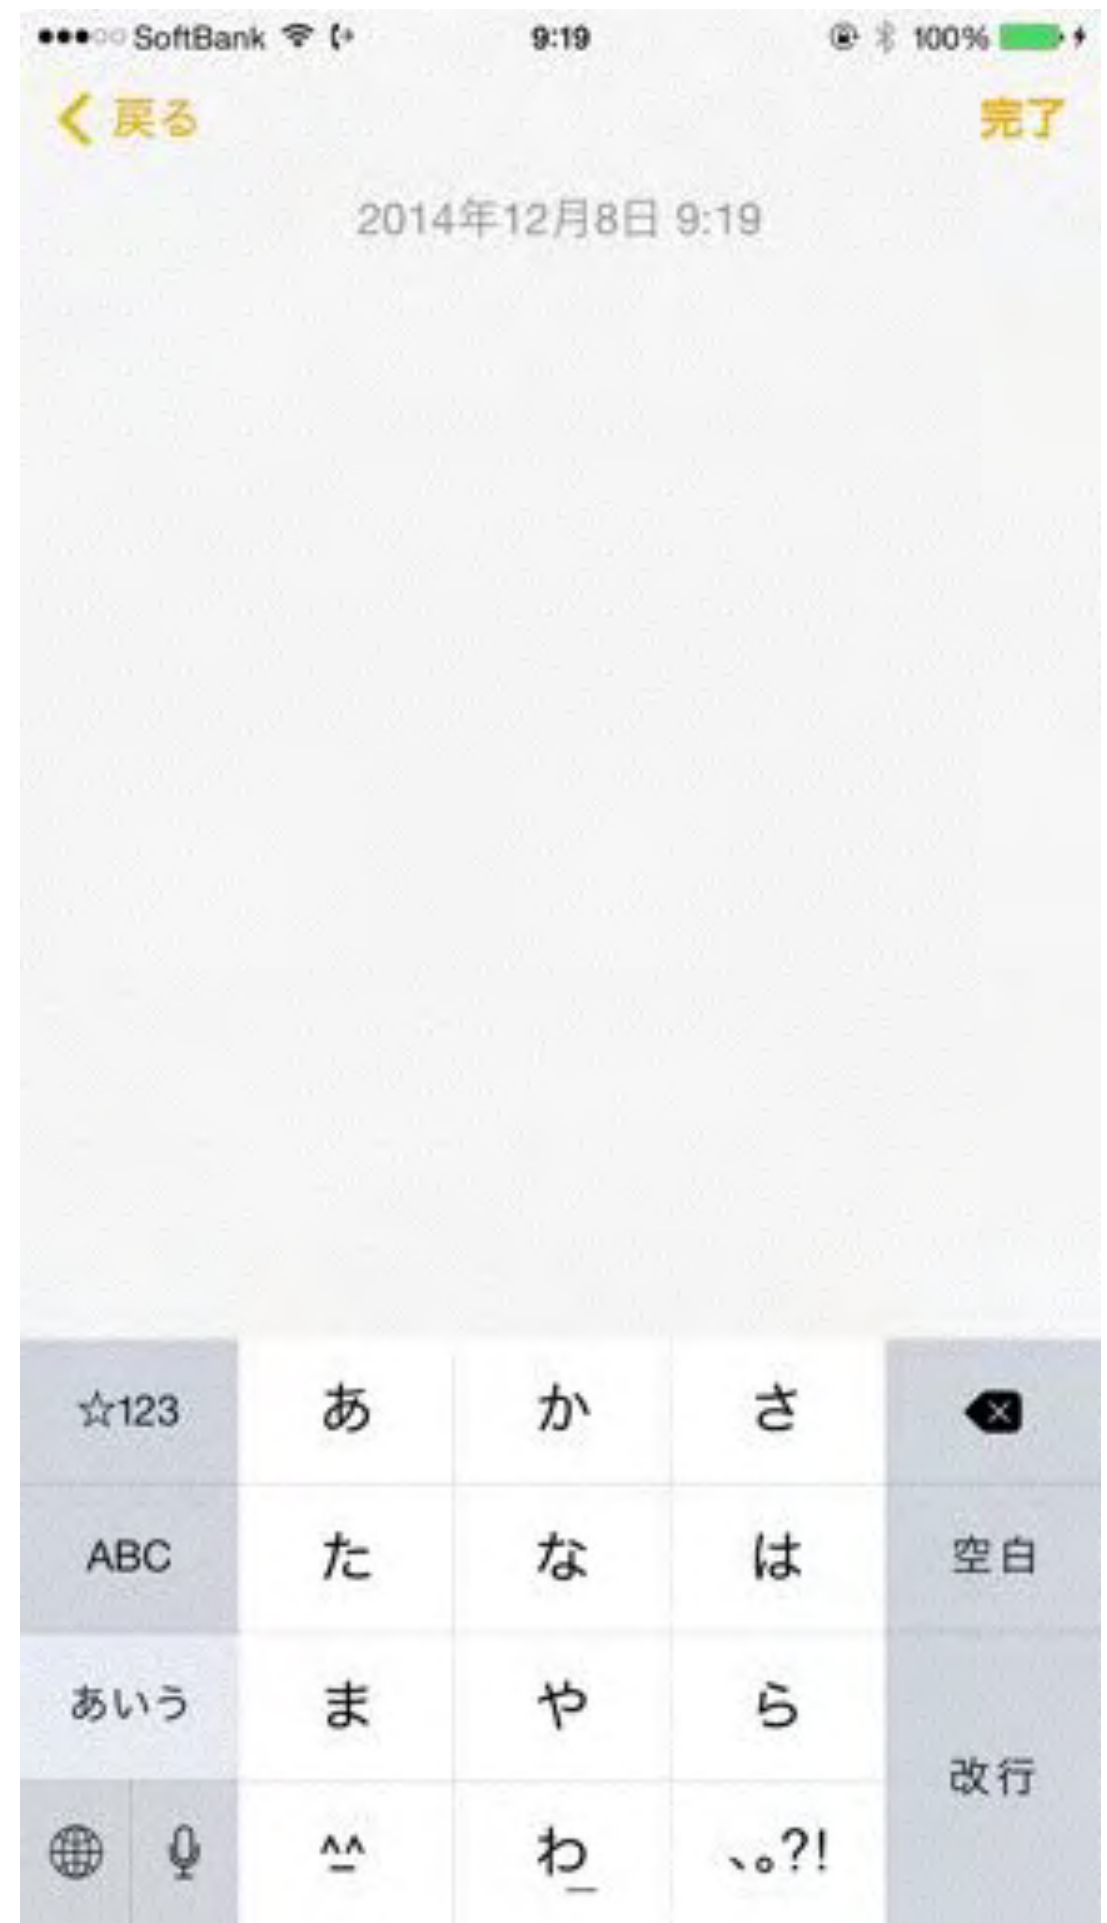 SoftBank 9:19 100%
戻る 完了
2014年12月8日 9:19
☆123 あ か さ
ABC た な は 空白
あいう ま や ら
改行
^^ わ 、。?!